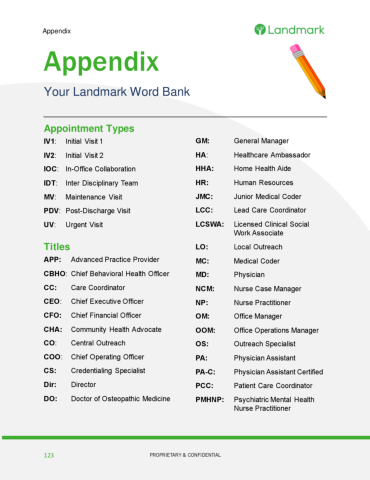 Appendix
Landmark
Appendix
Your Landmark Word Bank
Appointment Types
IV1: Initial Visit 1
IV2: Initial Visit 2
IOC: In-Office Collaboration
IDT: Inter Disciplinary Team
MV: Maintenance Visit
PDV: Post-Discharge Visit
UV: Urgent Visit
Titles
APP: Advanced Practice Provider
CBHO: Chief Behavioral Health Officer
CC: Care Coordinator
CEO: Chief Executive Officer
CFO: Chief Financial Officer
CHA: Community Health Advocate
CO: Central Outreach
COO: Chief Operating Officer
CS: Credentialing Specialist
Dir: Director
DO: Doctor of Osteopathic Medicine
GM: General Manager
HA: Healthcare Ambassador
HHA: Home Health Aide
HR: Human Resources
JMC: Junior Medical Coder
LCC: Lead Care Coordinator
LCSWA: Licensed Clinical Social
Work Associate
LO: Local Outreach
MC: Medical Coder
MD: Physician
NCM: Nurse Case Manager
NP: Nurse Practitioner
OM: Office Manager
OOM: Office Operations Manager
OS: Outreach Specialist
PA: Physician Assistant
PA-C: Physician Assistant Certified
PCC: Patient Care Coordinator
PMHNP: Psychiatric Mental Health
Nurse Practitioner
123 PROPRIETARY & CONFIDENTIAL